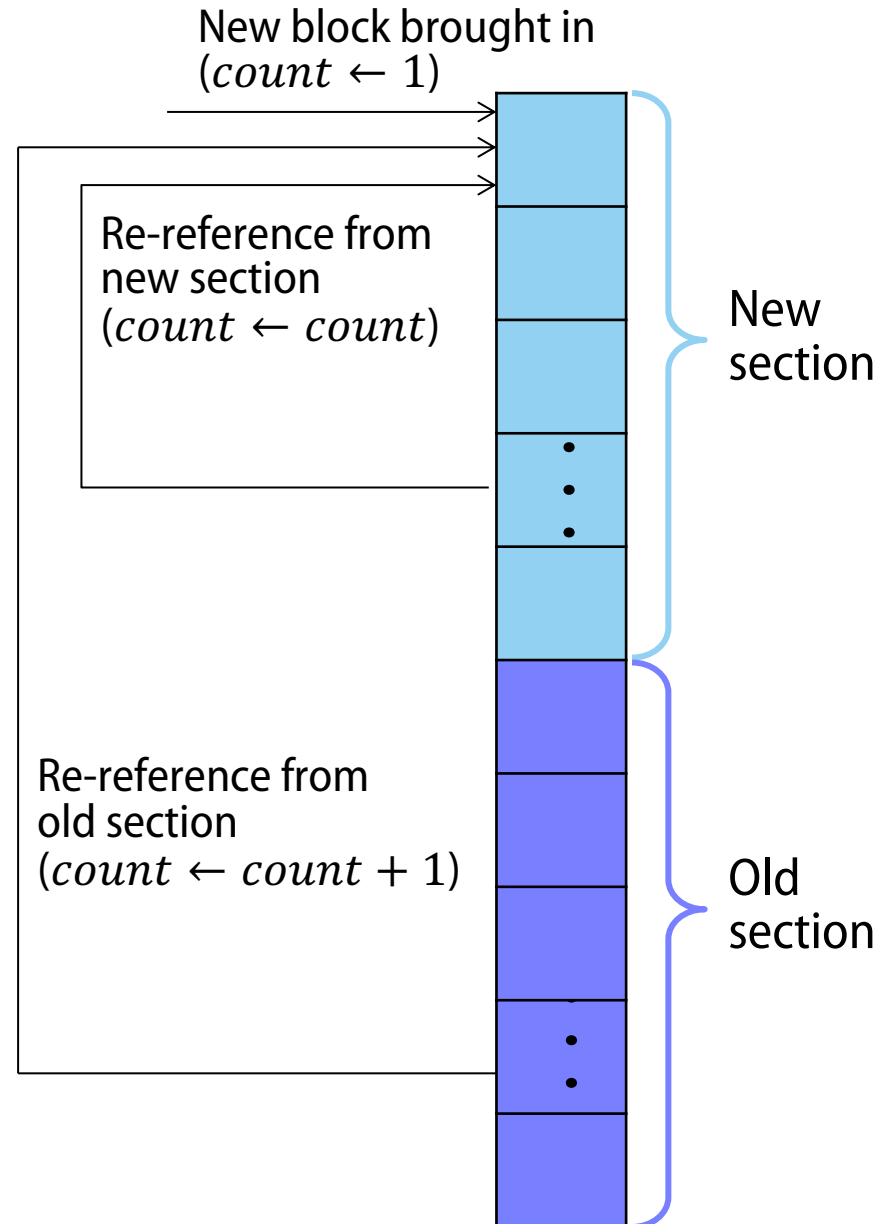 New block brought in
(count ← 1)
Re-reference from
new section
(count ← count)
New
section
Re-reference from
old section
(count ← count + 1)
Old
section